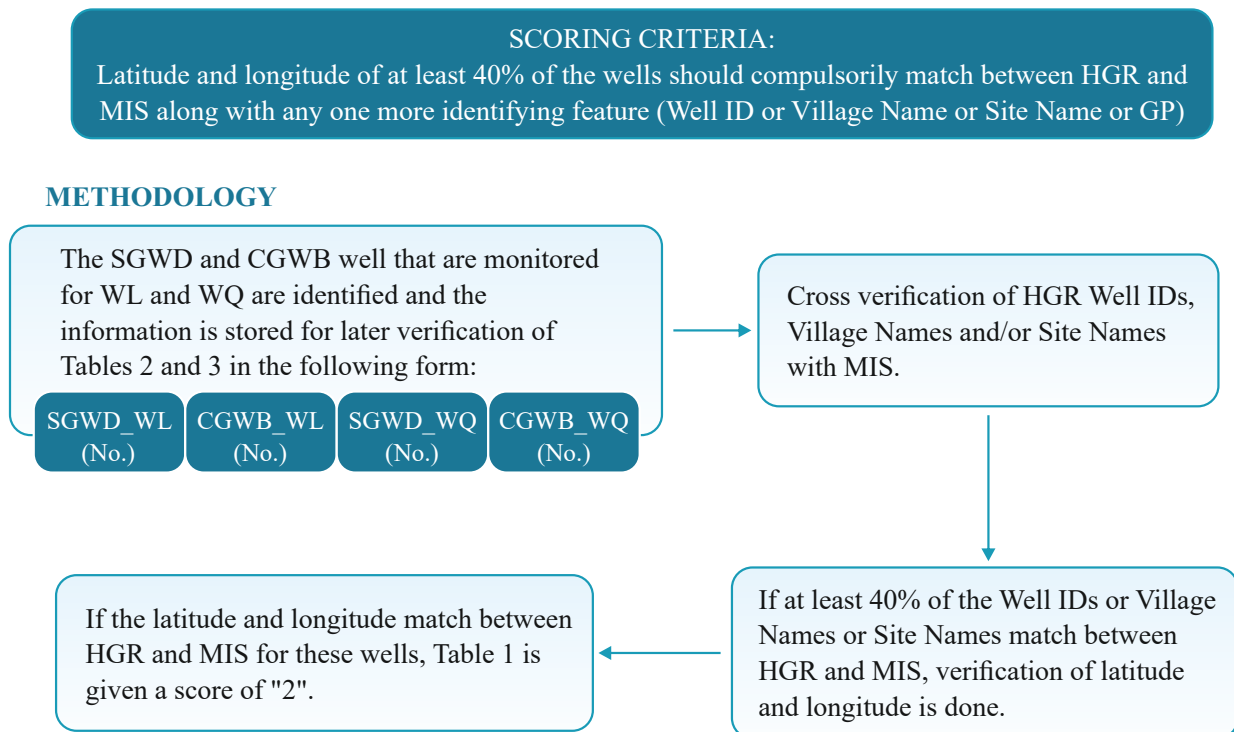 SCORING CRITERIA:
Latitude and longitude of at least 40% of the wells should compulsorily match between HGR and
MIS along with any one more identifying feature (Well ID or Village Name or Site Name or GP)
METHODOLOGY
The SGWD and CGWB well that are monitored
for WL and WQ are identified and the
information is stored for later verification of
Tables 2 and 3 in the following form:
SGWD_WL
(No.)
CGWB_WL
(No.)
SGWD_WQ
(No.)
CGWB_WQ
(No.)
Cross verification of HGR Well IDs,
Village Names and/or Site Names
with MIS.
If at least 40% of the Well IDs or Village
Names or Site Names match between
HGR and MIS, verification of latitude
and longitude is done.
If the latitude and longitude match between
HGR and MIS for these wells, Table 1 is
given a score of "2".